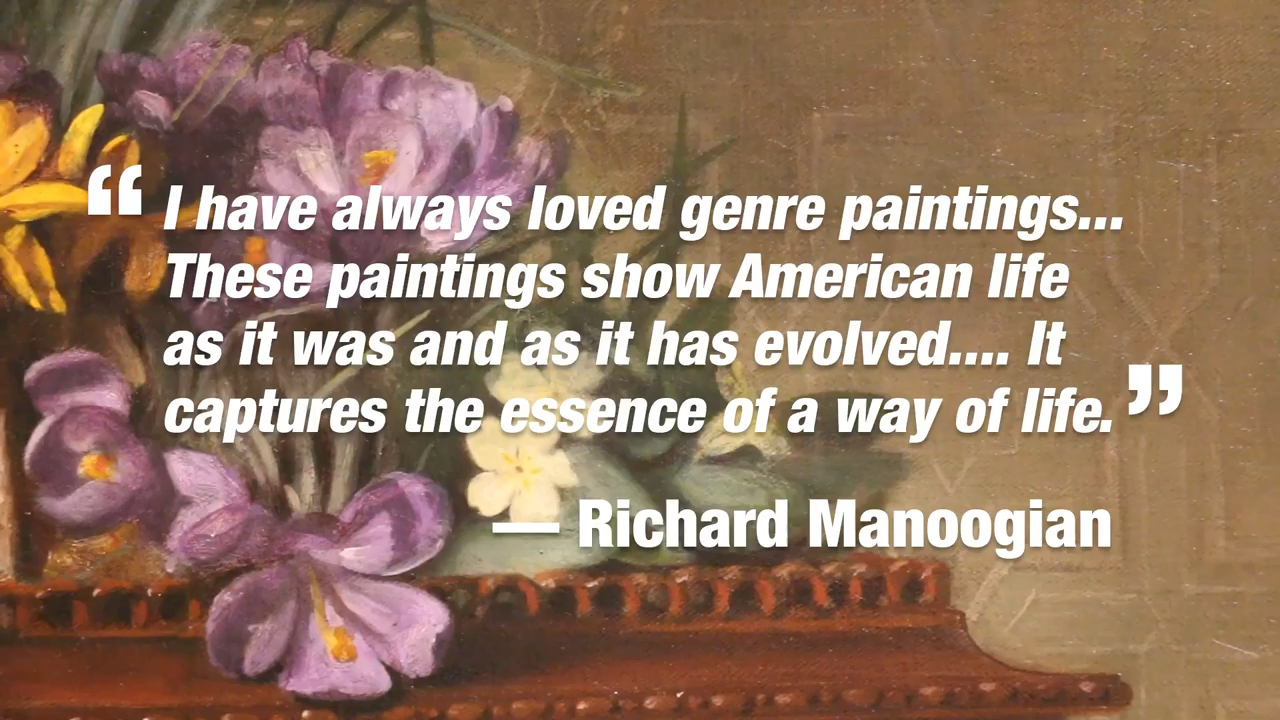 “I have always loved genre paintings...
These paintings show American life
as it was and as it has evolved.... It
captures the essence of a way of life.”
— Richard Manoogian